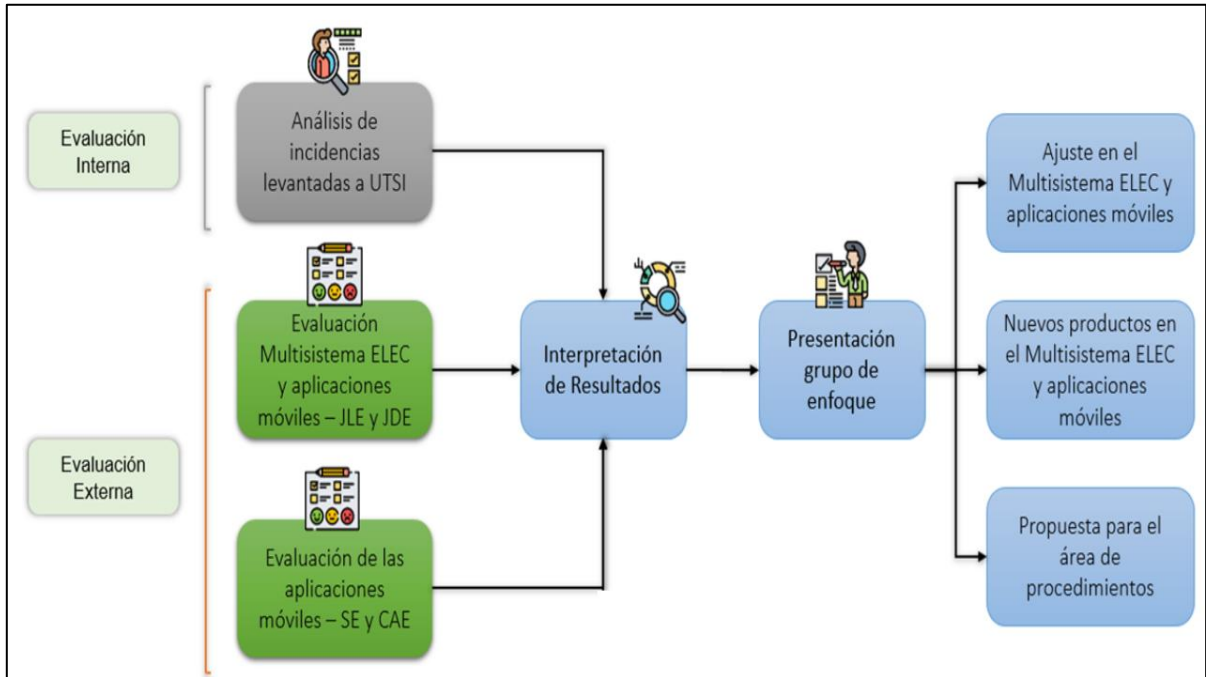 Evaluación
Interna
Análisis de
incidencias
levantadas a UTSI
Evaluación
Externa
Evaluación
Multisistema ELEC
y aplicaciones
móviles – JLE y JDE
Evaluación de las
aplicaciones
móviles – SE y CAE
Interpretación
de Resultados
Presentación
grupo de
enfoque
Ajuste en el
Multisistema ELEC y
aplicaciones móviles
Nuevos productos en
el Multisistema ELEC
y aplicaciones
móviles
Propuesta para el
área de
procedimientos